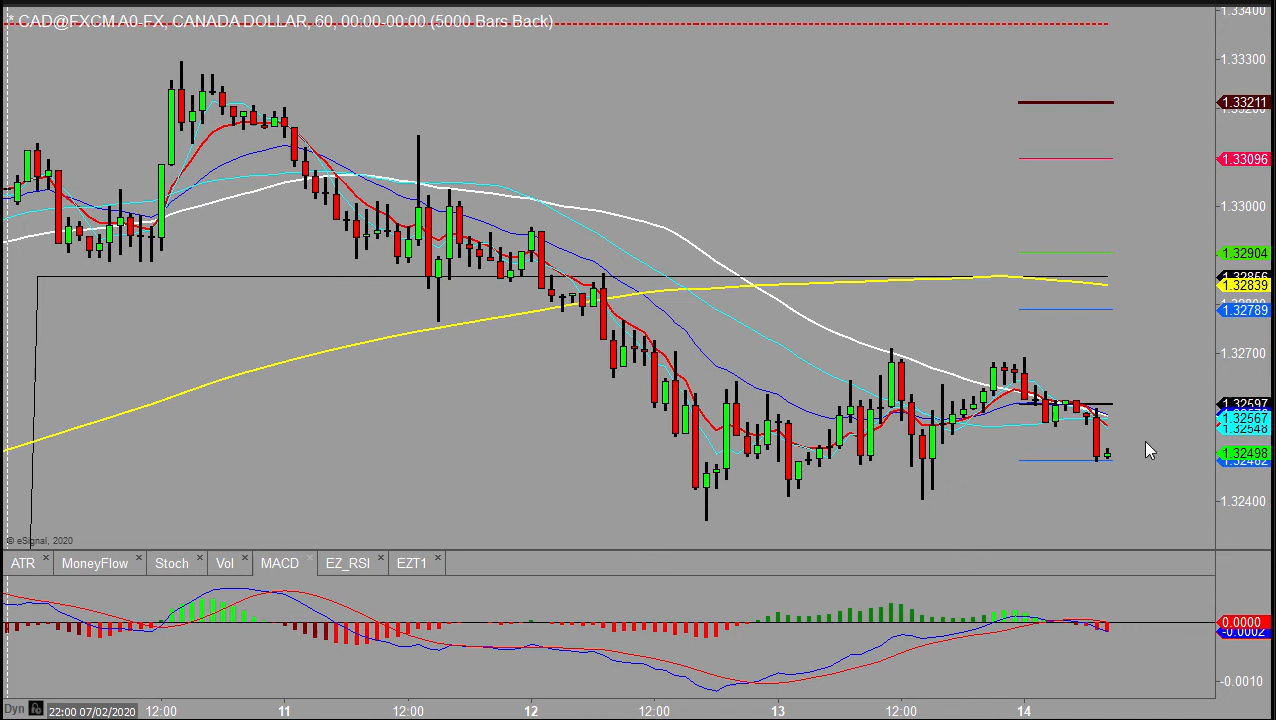 * CAD@FXCM A0-FX, CANADA DOLLAR, 60, 00:00-00:00 (5000 Bars Back)
1.33400
1.33300
1.33211
1.33096
1.33000
1.32904
1.32839
1.32789
1.32700
1.32597
1.32567
1.32548
1.32498
1.32400
© eSignal, 2020
ATR
MoneyFlow
Stoch
Vol
MACD
EZ_RSI
EZT1
0.0000
-0.0002
-0.0010
Dyn 22:00 07/02/2020 12:00 11 12:00 12 12:00 13 12:00 14